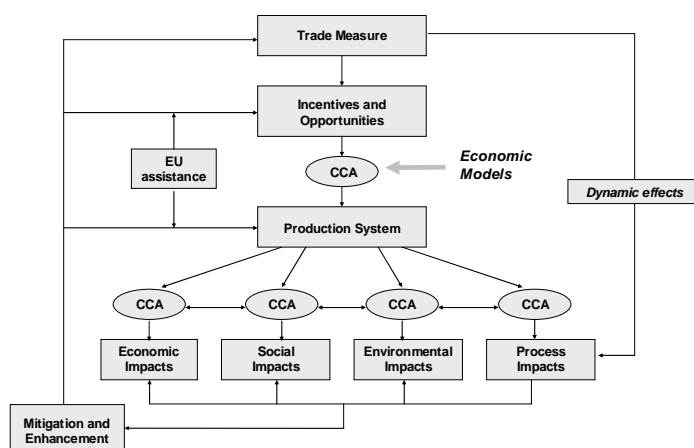 Trade Measure
Incentives and
Opportunities
EU
assistance
CCA
Economic
Models
Dynamic effects
Production System
CCA
CCA
CCA
CCA
Economic
Impacts
Social
Impacts
Environmental
Impacts
Process
Impacts
Mitigation and
Enhancement